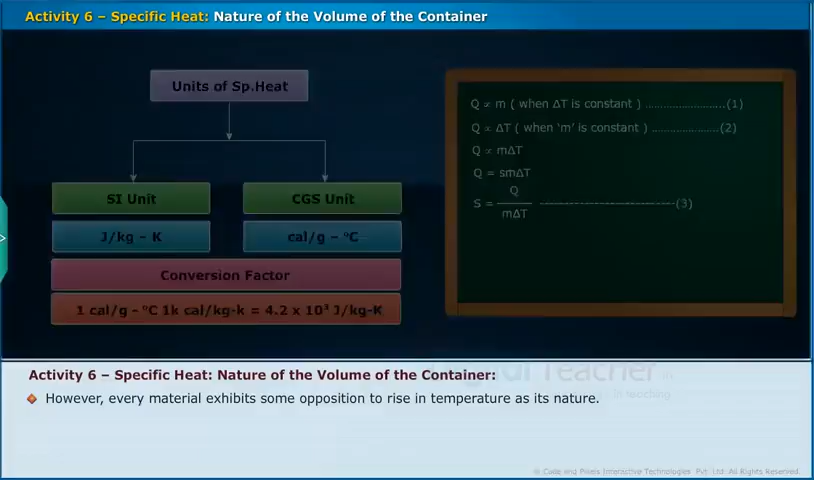 Activity 6 – Specific Heat: Nature of the Volume of the Container
Units of Sp.Heat
SI Unit
CGS Unit
J/kg – K
cal/g – °C
Conversion Factor
1 cal/g - °C 1k cal/kg-k = 4.2 x 10³ J/kg-K
Q ∝ m ( when ΔT is constant ) ...........................(1)
Q ∝ ΔT ( when ‘m’ is constant ) .......................(2)
Q ∝ mΔT
Q = smΔT
S = Q / mΔT ------------------------------(3)
Activity 6 – Specific Heat: Nature of the Volume of the Container:
However, every material exhibits some opposition to rise in temperature as its nature.
Teacher
in teaching
© Code and Pixels Interactive Technologies Pvt. Ltd. All Rights Reserved.